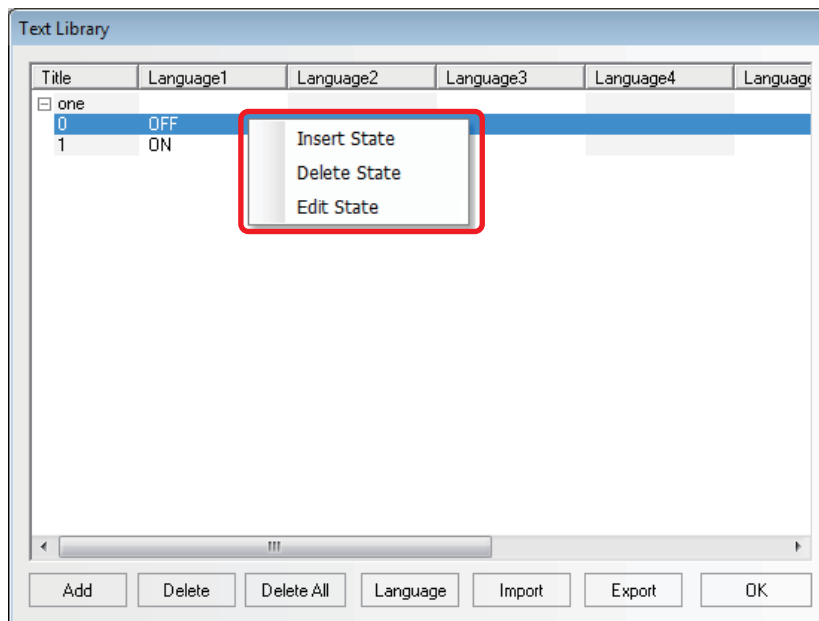 Text Library
Title Language1 Language2 Language3 Language4 Language
one
0 OFF
1 ON
Insert State
Delete State
Edit State
Add Delete Delete All Language Import Export OK